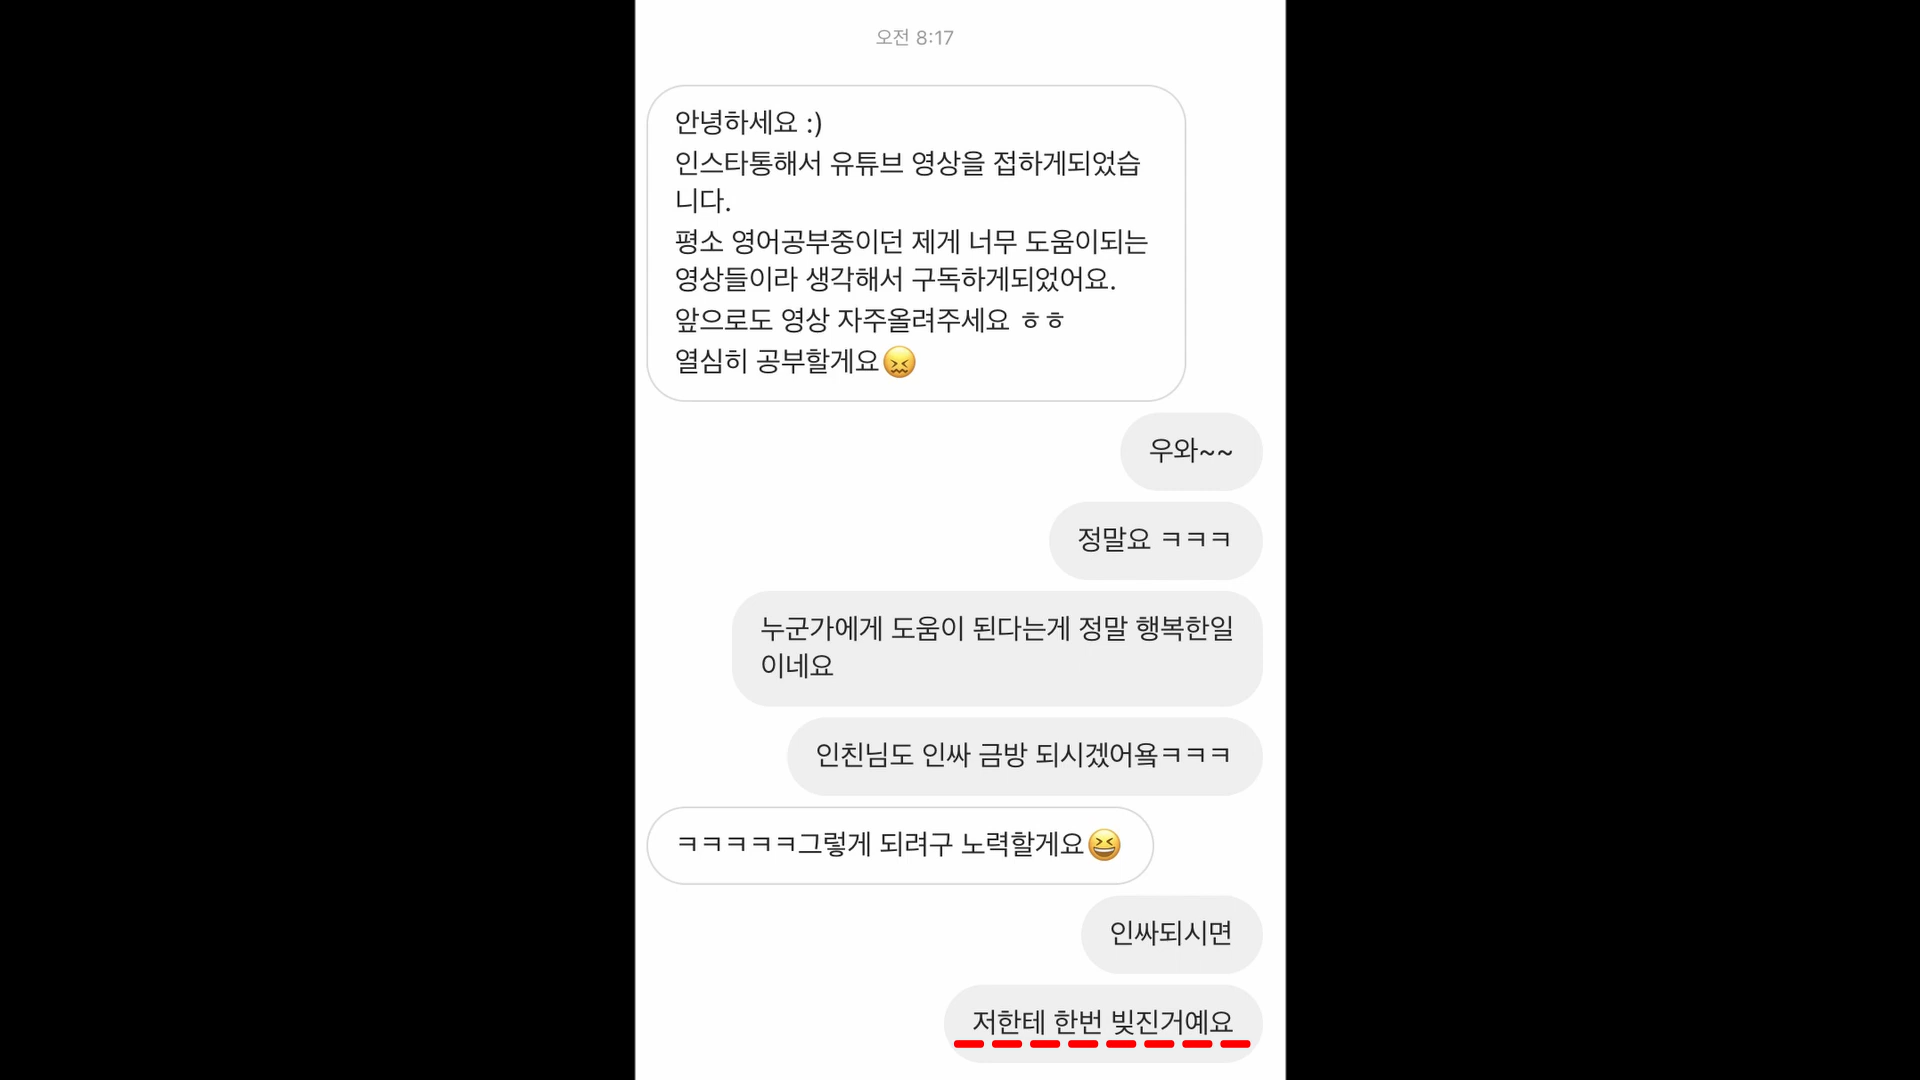 오전 8:17
안녕하세요 :)
인스타통해서 유튜브 영상을 접하게되었습
니다.
평소 영어공부중이던 제게 너무 도움이되는
영상들이라 생각해서 구독하게되었어요.
앞으로도 영상 자주올려주세요 ㅎㅎ
열심히 공부할게요😖
우와~~
정말요 ㅋㅋㅋ
누군가에게 도움이 된다는게 정말 행복한일
이네요
인친님도 인싸 금방 되시겠어욬ㅋㅋㅋ
ㅋㅋㅋㅋㅋ그렇게 되려구 노력할게요😆
인싸되시면
저한테 한번 빚진거예요